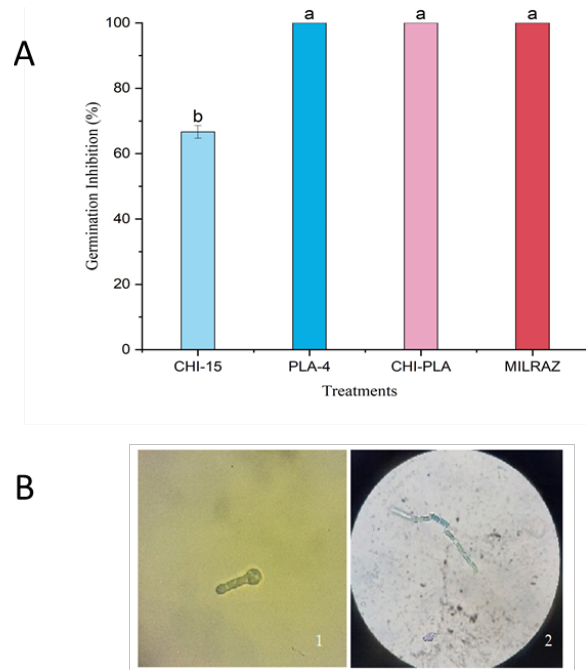 A
Germination Inhibition (%)
100
80
60
40
20
0
b
a
a
a
CHI-15
PLA-4
CHI-PLA
MILRAZ
Treatments
B
1
2